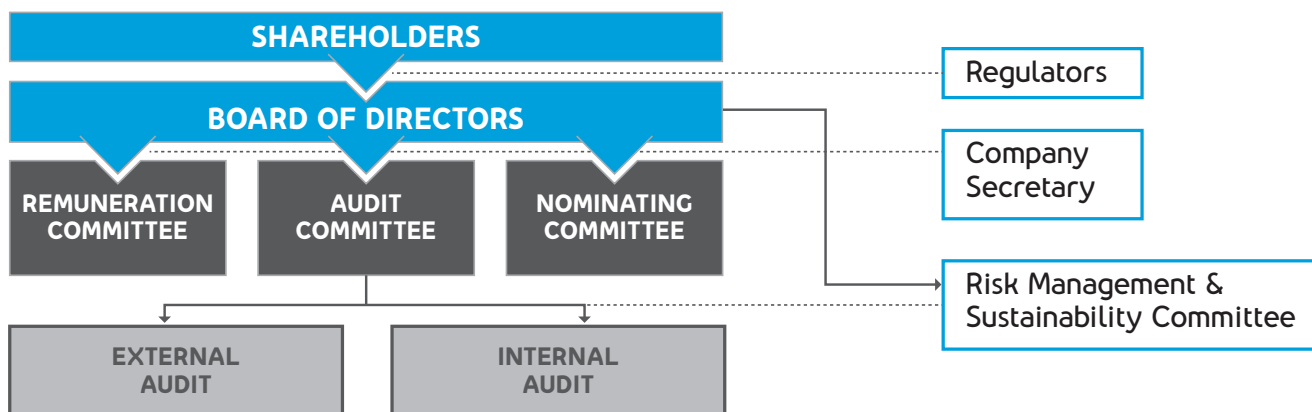 SHAREHOLDERS
Regulators
BOARD OF DIRECTORS
Company
Secretary
REMUNERATION
COMMITTEE
AUDIT
COMMITTEE
NOMINATING
COMMITTEE
Risk Management &
Sustainability Committee
EXTERNAL
AUDIT
INTERNAL
AUDIT